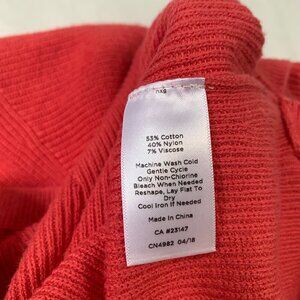 53% Cotton
40% Nylon
7% Viscose
Machine Wash Cold
Gentle Cycle
Only Non-Chlorine
Bleach When Needed
Reshape, Lay Flat To
Dry
Cool Iron If Needed
Made In China
CA #23147
CN4982 04/18